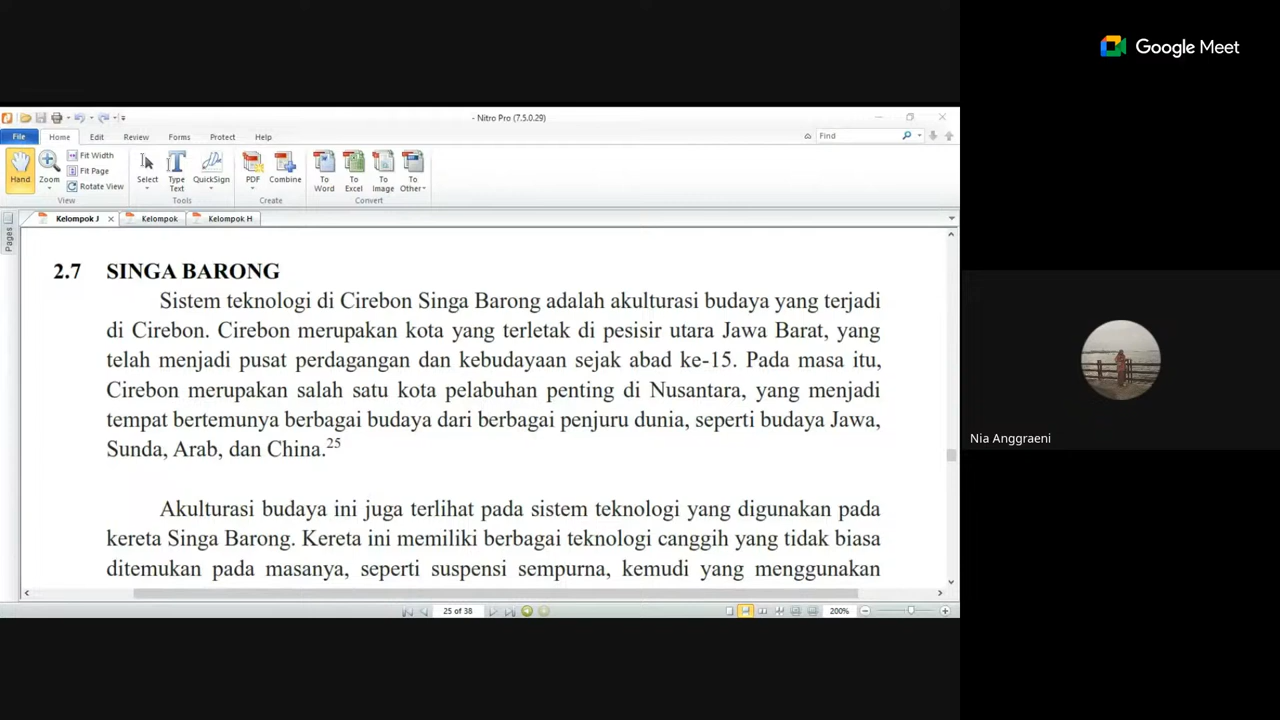 Google Meet
- Nitro Pro (7.5.0.29)
File Home Edit Review Forms Protect Help Find
Hand Zoom Fit Width Fit Page Rotate View Select Type Text QuickSign PDF Combine To Word To Excel To Image To Other
View Tools Create Convert
Kelompok J Kelompok Kelompok H
Pages
2.7 SINGA BARONG
Sistem teknologi di Cirebon Singa Barong adalah akulturasi budaya yang terjadi
di Cirebon. Cirebon merupakan kota yang terletak di pesisir utara Jawa Barat, yang
telah menjadi pusat perdagangan dan kebudayaan sejak abad ke-15. Pada masa itu,
Cirebon merupakan salah satu kota pelabuhan penting di Nusantara, yang menjadi
tempat bertemunya berbagai budaya dari berbagai penjuru dunia, seperti budaya Jawa,
Sunda, Arab, dan China.25
Akulturasi budaya ini juga terlihat pada sistem teknologi yang digunakan pada
kereta Singa Barong. Kereta ini memiliki berbagai teknologi canggih yang tidak biasa
ditemukan pada masanya, seperti suspensi sempurna, kemudi yang menggunakan
25 of 38 200%
Nia Anggraeni